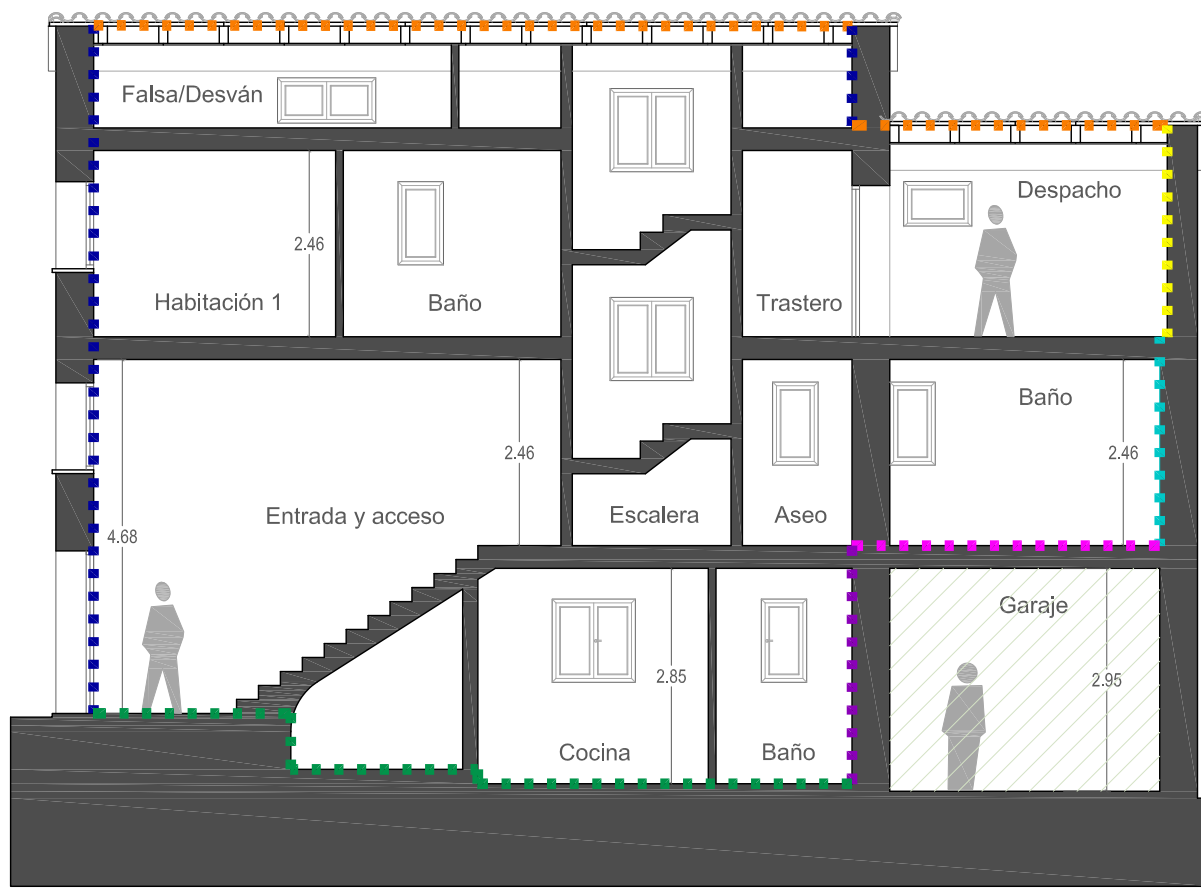 Falsa/Desván
Despacho
2.46
Habitación 1
Baño
Trastero
Baño
2.46
2.46
Entrada y acceso
Escalera
Aseo
4.68
Garaje
2.85
2.95
Cocina
Baño